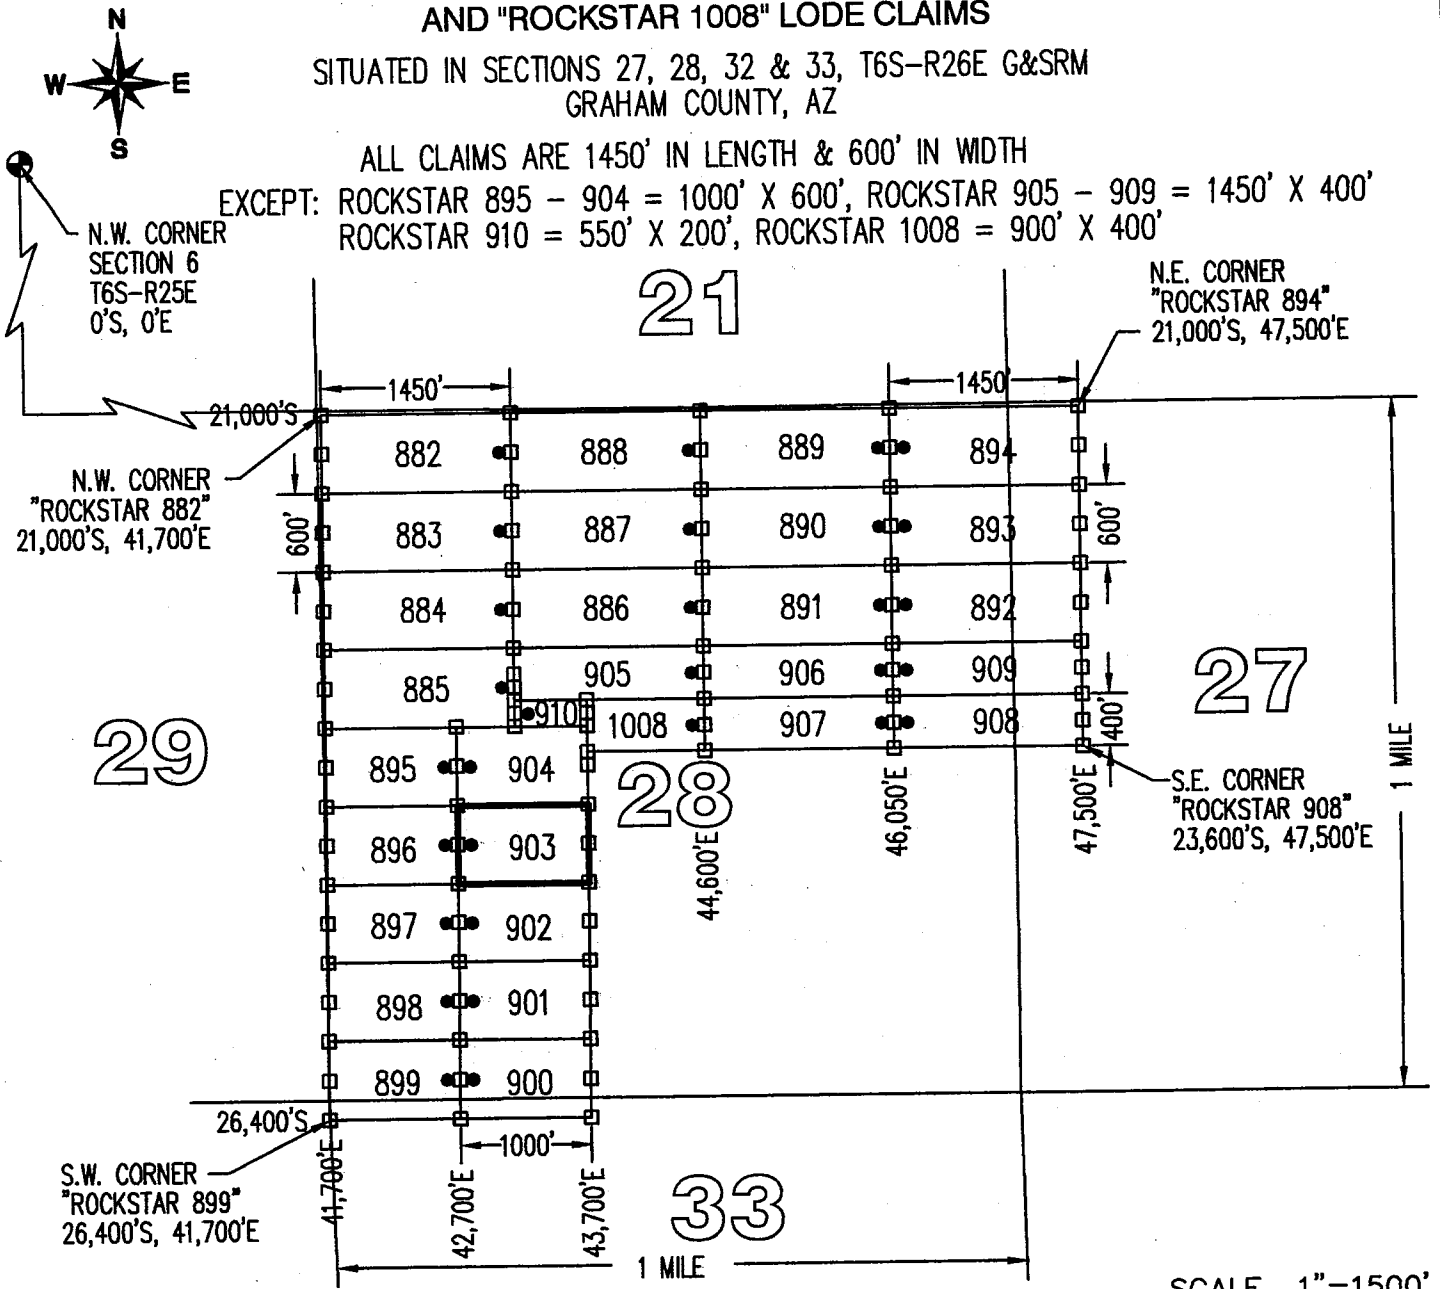 AND "ROCKSTAR 1008" LODE CLAIMS
SITUATED IN SECTIONS 27, 28, 32 & 33, T6S-R26E G&SRM
GRAHAM COUNTY, AZ
ALL CLAIMS ARE 1450' IN LENGTH & 600' IN WIDTH
EXCEPT: ROCKSTAR 895 - 904 = 1000' X 600', ROCKSTAR 905 - 909 = 1450' X 400'
ROCKSTAR 910 = 550' X 200', ROCKSTAR 1008 = 900' X 400'
N
W E
S
N.W. CORNER
SECTION 6
T6S-R25E
0'S, 0'E
21
N.E. CORNER
"ROCKSTAR 894"
21,000'S, 47,500'E
1450' 1450'
21,000'S
N.W. CORNER
"ROCKSTAR 882"
21,000'S, 41,700'E
882 888 889 894
600' 883 887 890 893 600'
884 886 891 892
885 905 906 909
910 1008 907 908 400'
29
27
28
1 MILE
895 904
896 903
897 902
898 901
899 900
44,600'E
46,050'E
47,500'E
S.E. CORNER
"ROCKSTAR 908"
23,600'S, 47,500'E
26,400'S
1000'
S.W. CORNER
"ROCKSTAR 899"
26,400'S, 41,700'E
41,700'E
42,700'E
43,700'E
33
1 MILE
SCALE 1"=1500'